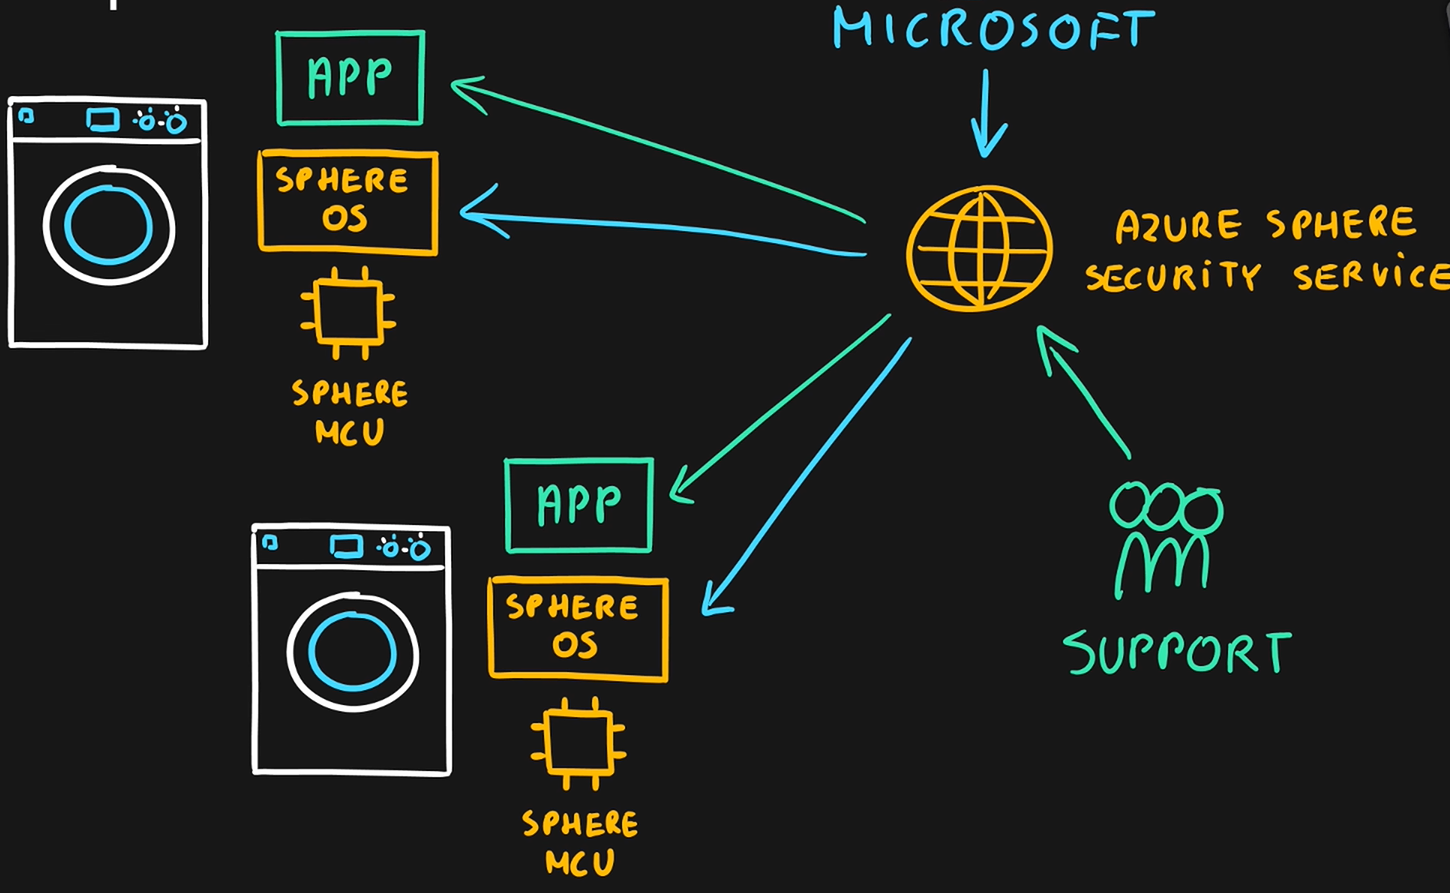 MICROSOFT
APP
SPHERE
OS
SPHERE
MCU
AZURE SPHERE
SECURITY SERVICE
APP
SPHERE
OS
SPHERE
MCU
SUPPORT